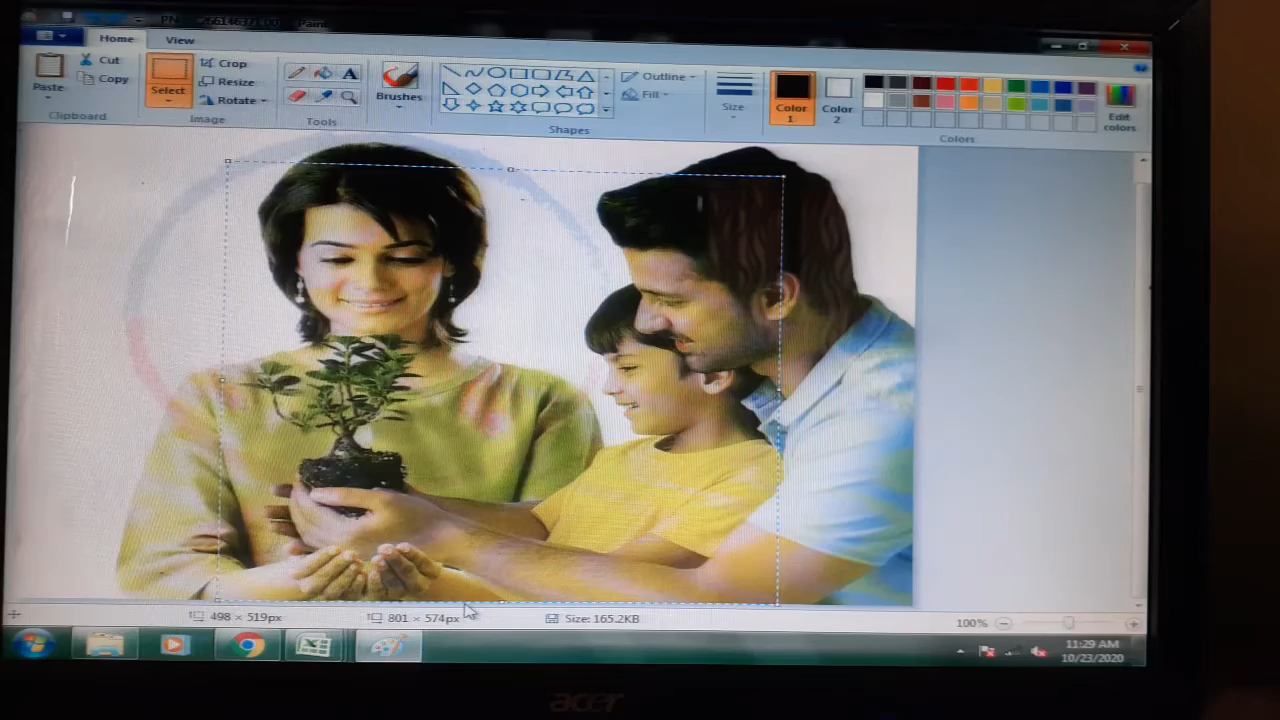 Home View
Paste
Cut
Copy
Clipboard
Select
Crop
Resize
Rotate
Image
A
Tools
Brushes
Shapes
Outline
Fill
Size
Color 1
Color 2
Edit colors
Colors
498 × 519px
801 × 574px
Size: 165.2KB
100%
11:29 AM
10/23/2020
acer